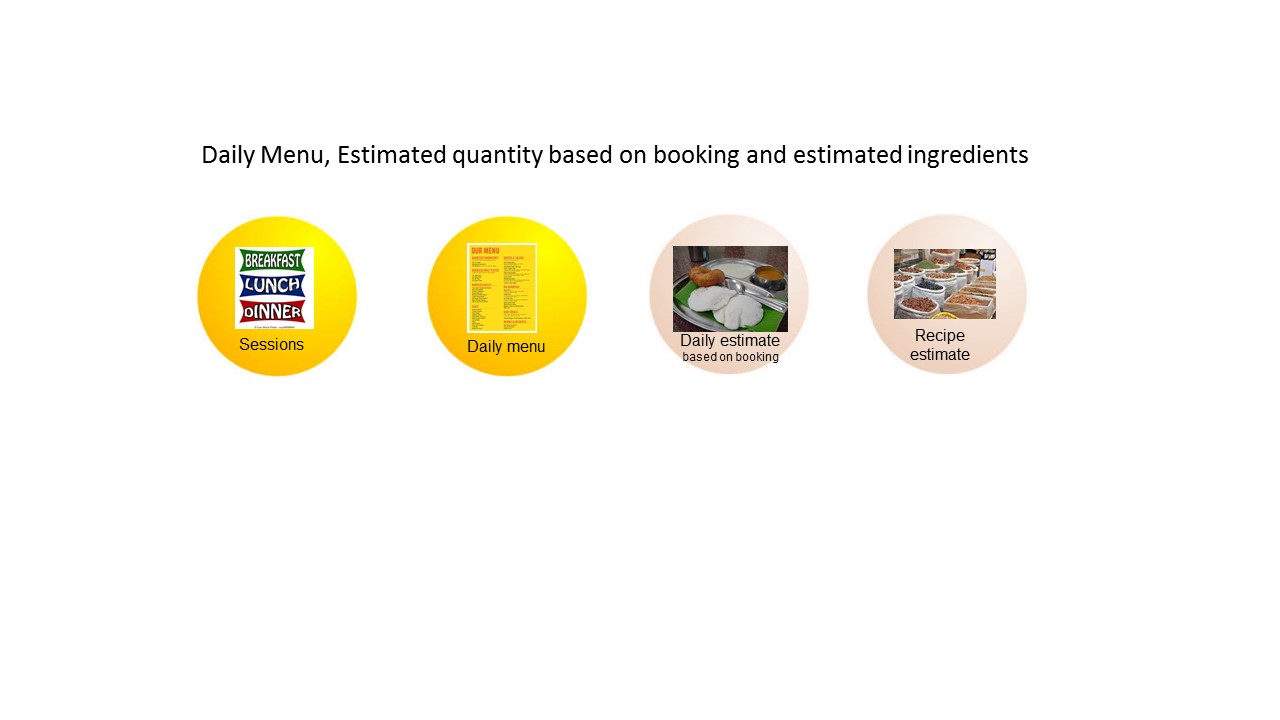 Daily Menu, Estimated quantity based on booking and estimated ingredients
BREAKFAST
LUNCH
DINNER
Sessions
OUR MENU
Daily menu
Daily estimate
based on booking
Recipe
estimate